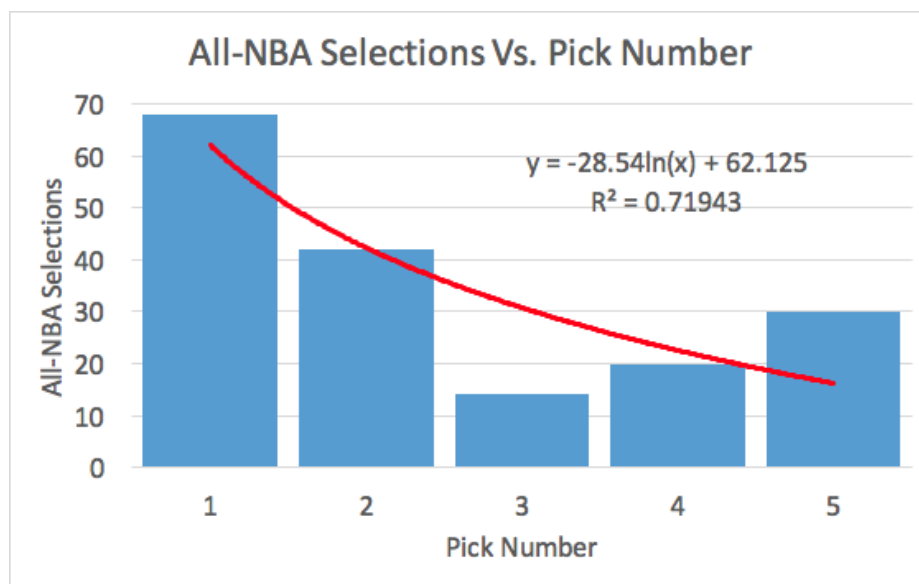 All-NBA Selections Vs. Pick Number
70
60
50
40
30
20
10
0
All-NBA Selections
y = -28.54ln(x) + 62.125
R² = 0.71943
1 2 3 4 5
Pick Number